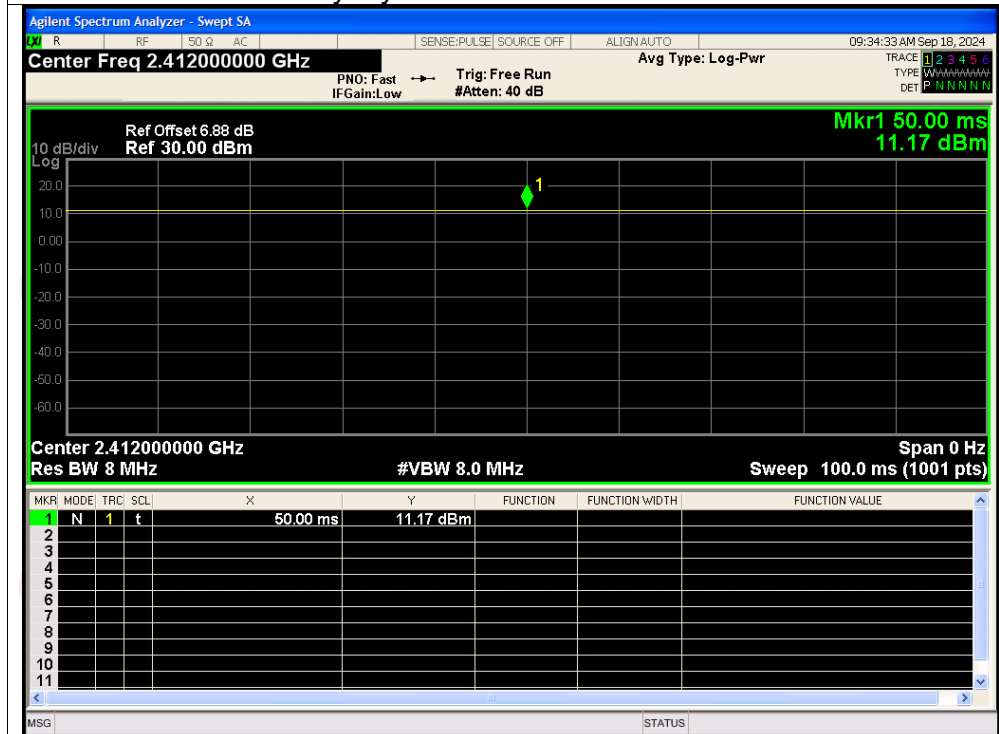 Agilent Spectrum Analyzer - Swept SA
LXI R RF 50 Ω AC SENSE:PULSE SOURCE OFF ALIGN AUTO 09:34:33 AM Sep 18, 2024
Center Freq 2.412000000 GHz
PNO: Fast
IFGain:Low
Trig: Free Run
#Atten: 40 dB
Avg Type: Log-Pwr
TRACE 1 2 3 4 5 6
TYPE WWWWWW
DET P N N N N N
Mkr1 50.00 ms
11.17 dBm
Ref Offset 6.88 dB
10 dB/div Ref 30.00 dBm
Log
1
20.0
10.0
0.00
-10.0
-20.0
-30.0
-40.0
-50.0
-60.0
Center 2.412000000 GHz Span 0 Hz
Res BW 8 MHz #VBW 8.0 MHz Sweep 100.0 ms (1001 pts)
MKR MODE TRC SCL X Y FUNCTION FUNCTION WIDTH FUNCTION VALUE
1 N 1 t 50.00 ms 11.17 dBm
2
3
4
5
6
7
8
9
10
11
MSG STATUS